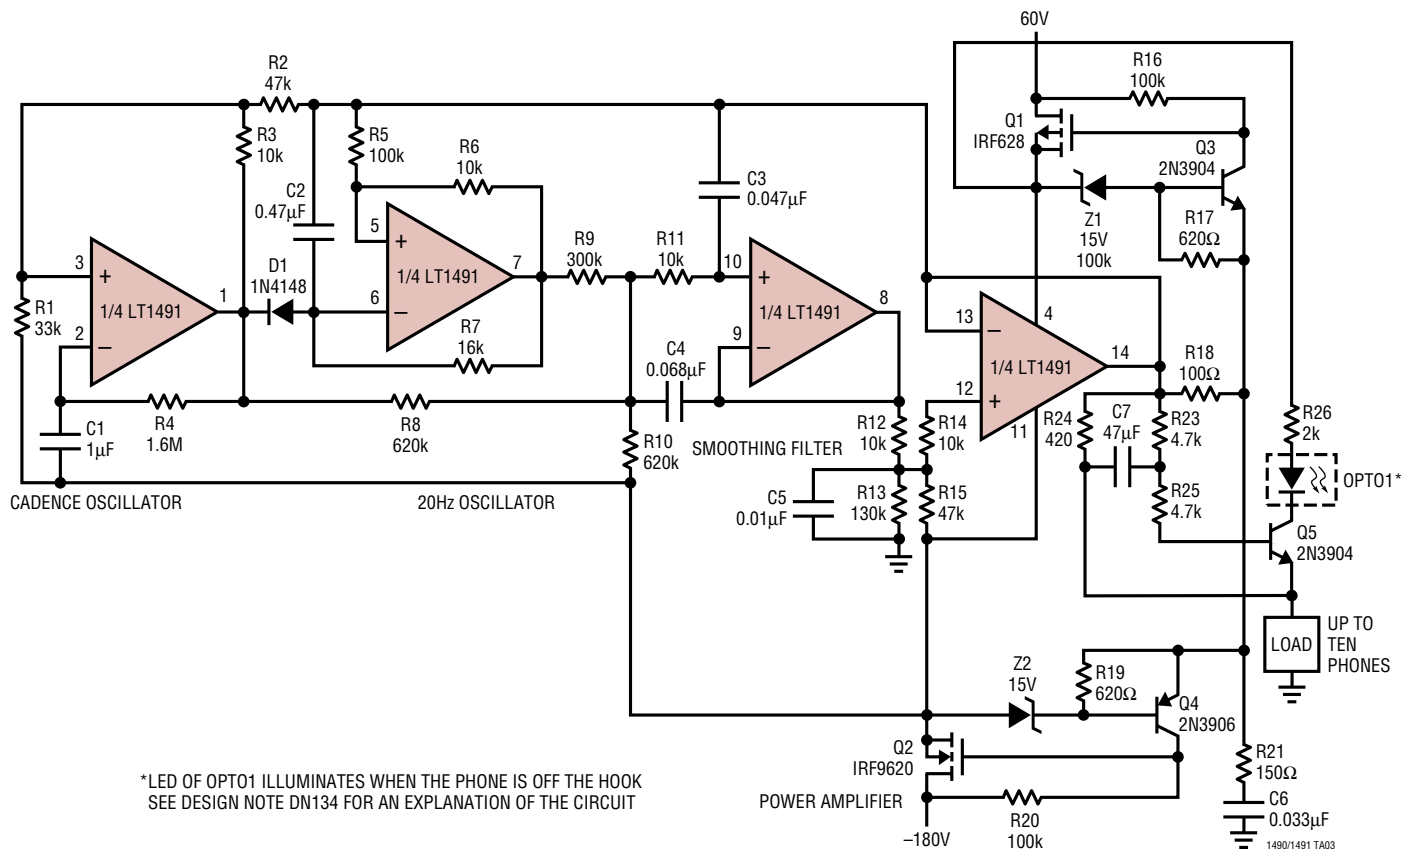 60V
R2
47k
R16
100k
R3
10k
R5
100k
R6
10k
Q1
IRF628
Q3
2N3904
C2
0.47µF
C3
0.047µF
Z1
15V
100k
R17
620Ω
3
+
1/4 LT1491
1
2
–
R1
33k
D1
1N4148
5
+
1/4 LT1491
7
6
–
R9
300k
R11
10k
10
+
1/4 LT1491
8
9
–
R7
16k
C4
0.068µF
13
–
4
1/4 LT1491
14
12
+
11
R18
100Ω
C1
1µF
R4
1.6M
R8
620k
R10
620k
SMOOTHING FILTER
R12
10k
R14
10k
R24
420
C7
47µF
R23
4.7k
R26
2k
OPTO1*
C5
0.01µF
R13
130k
R15
47k
R25
4.7k
Q5
2N3904
CADENCE OSCILLATOR
20Hz OSCILLATOR
LOAD
UP TO
TEN
PHONES
Z2
15V
R19
620Ω
Q4
2N3906
Q2
IRF9620
R21
150Ω
*LED OF OPTO1 ILLUMINATES WHEN THE PHONE IS OFF THE HOOK
SEE DESIGN NOTE DN134 FOR AN EXPLANATION OF THE CIRCUIT
POWER AMPLIFIER
R20
100k
C6
0.033µF
–180V
1490/1491 TA03